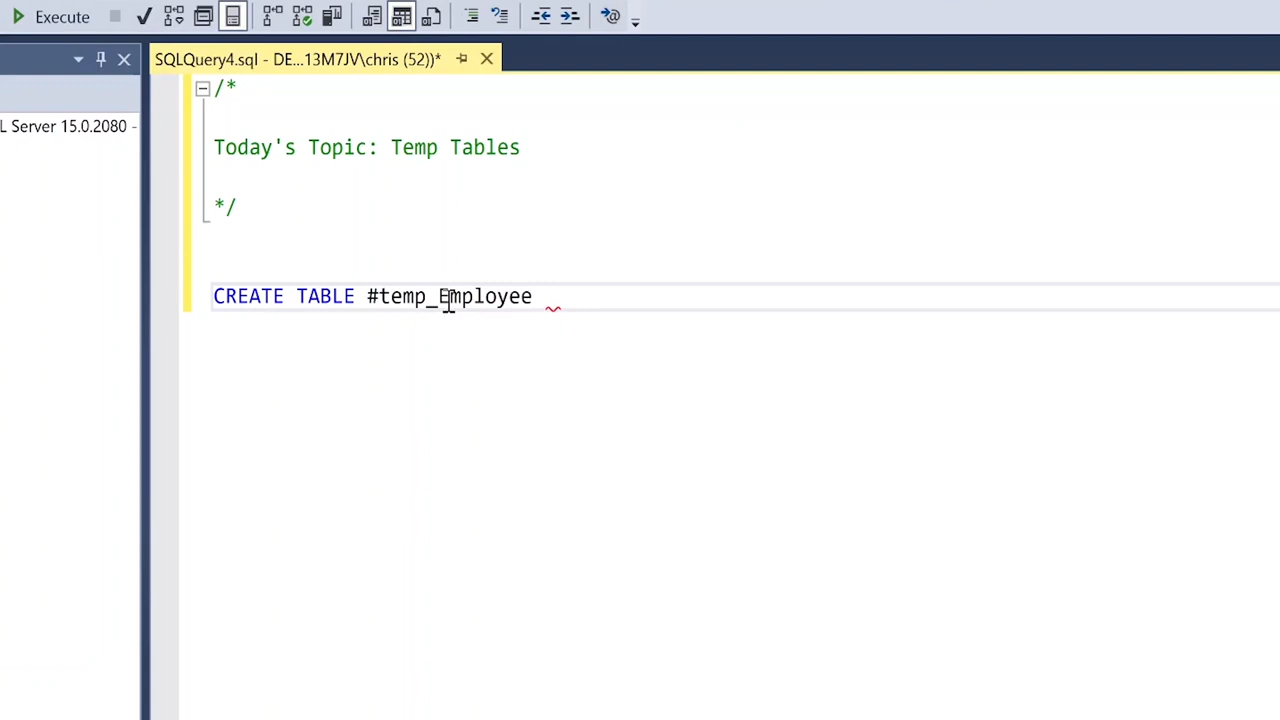 Execute
SQLQuery4.sql - DE...13M7JV\chris (52))*
L Server 15.0.2080 -
/*
Today's Topic: Temp Tables
*/
CREATE TABLE #temp_Employee